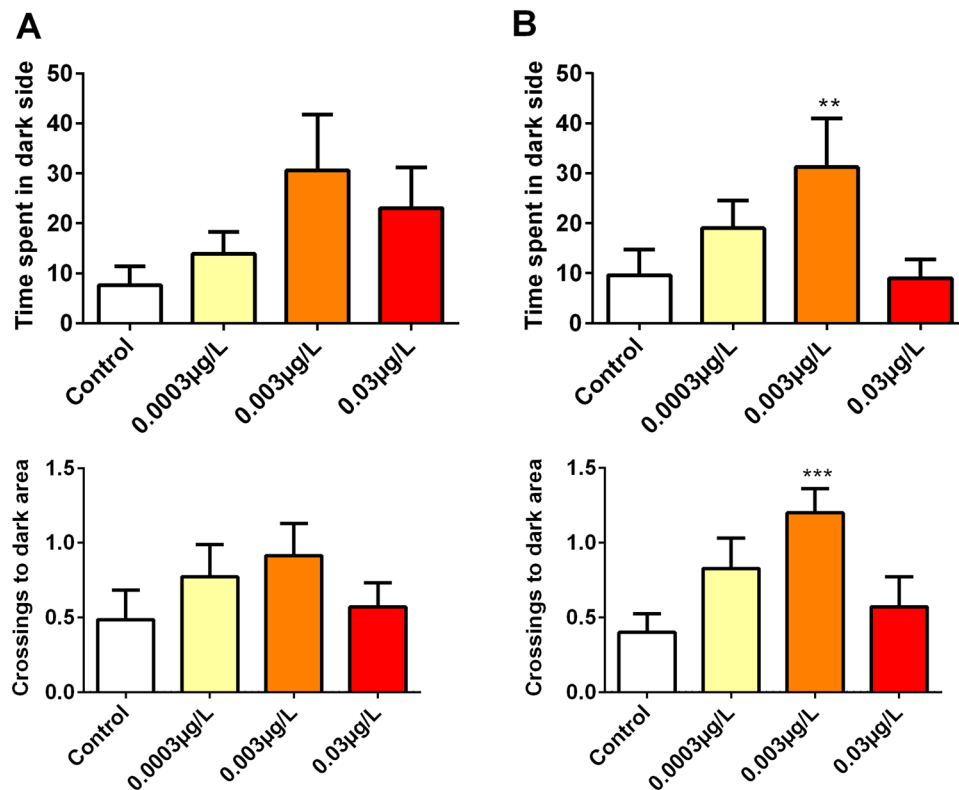 A
Time spent in dark side
50
40
30
20
10
0
Control
0.0003µg/L
0.003µg/L
0.03µg/L
B
Time spent in dark side
50
40
30
20
10
0
**
Control
0.0003µg/L
0.003µg/L
0.03µg/L
Crossings to dark area
1.5
1.0
0.5
0.0
Control
0.0003µg/L
0.003µg/L
0.03µg/L
Crossings to dark area
1.5
1.0
0.5
0.0
***
Control
0.0003µg/L
0.003µg/L
0.03µg/L